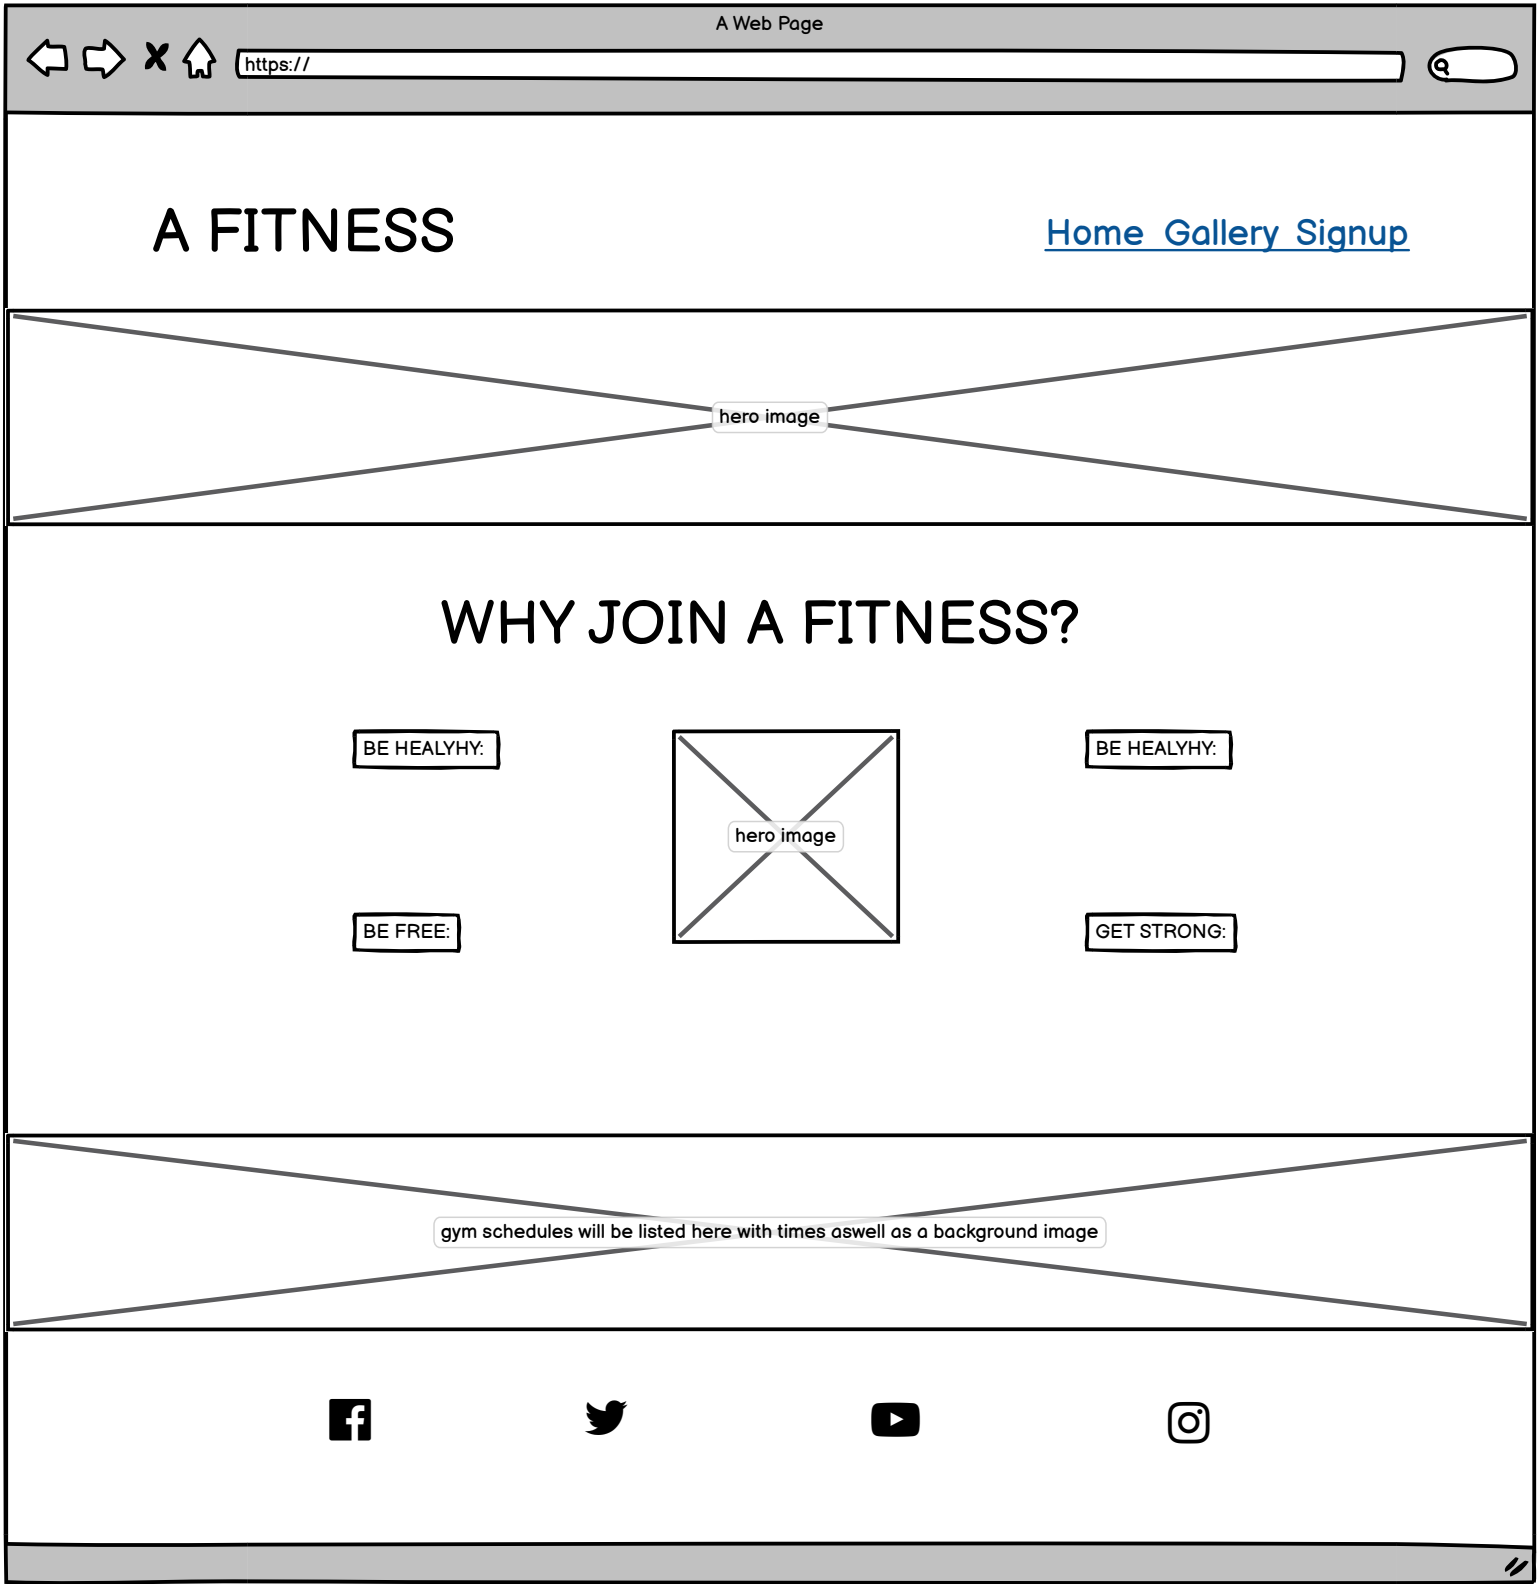 A Web Page
https://
A FITNESS
Home Gallery Signup
hero image
WHY JOIN A FITNESS?
BE HEALYHY:
hero image
BE HEALYHY:
BE FREE:
GET STRONG:
gym schedules will be listed here with times aswell as a background image